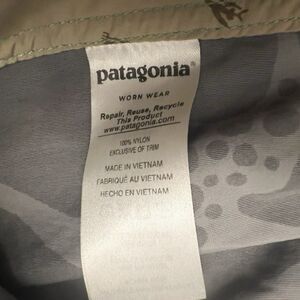 patagonia®
WORN WEAR
Repair, Reuse, Recycle
This Product
www.patagonia.com
100% NYLON
EXCLUSIVE OF TRIM
MADE IN VIETNAM
FABRIQUÉ AU VIETNAM
HECHO EN VIETNAM